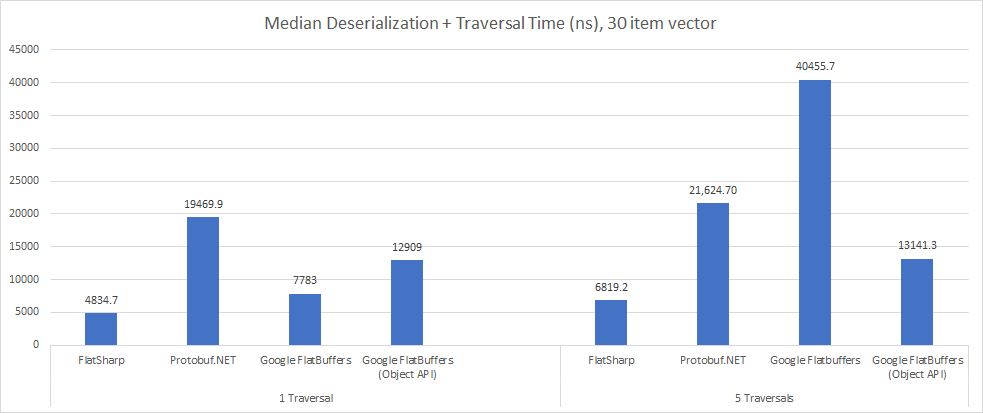 Median Deserialization + Traversal Time (ns), 30 item vector
45000
40000
35000
30000
25000
20000
15000
10000
5000
0
4834.7
19469.9
7783
12909
6819.2
21,624.70
40455.7
13141.3
FlatSharp
Protobuf.NET
Google FlatBuffers
Google FlatBuffers
(Object API)
FlatSharp
Protobuf.NET
Google Flatbuffers
Google FlatBuffers
(Object API)
1 Traversal
5 Traversals